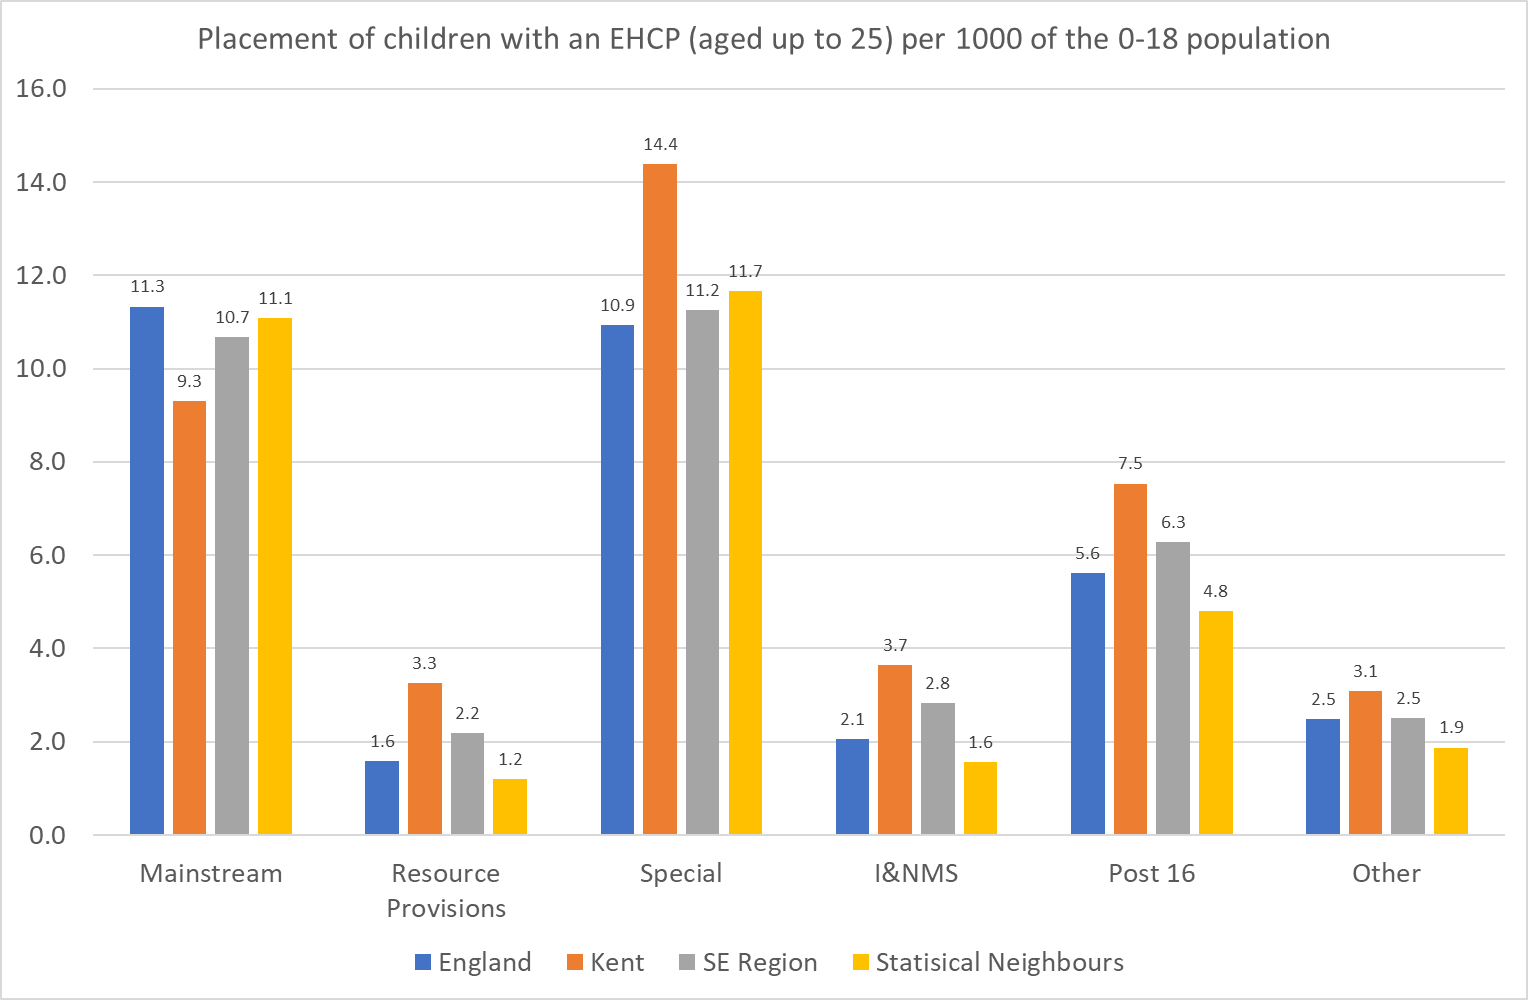 Placement of children with an EHCP (aged up to 25) per 1000 of the 0-18 population
16.0
14.0
12.0
10.0
8.0
6.0
4.0
2.0
0.0
11.3
9.3
10.7
11.1
1.6
3.3
2.2
1.2
10.9
14.4
11.2
11.7
2.1
3.7
2.8
1.6
5.6
7.5
6.3
4.8
2.5
3.1
2.5
1.9
Mainstream
Resource
Provisions
Special
I&NMS
Post 16
Other
England
Kent
SE Region
Statisical Neighbours